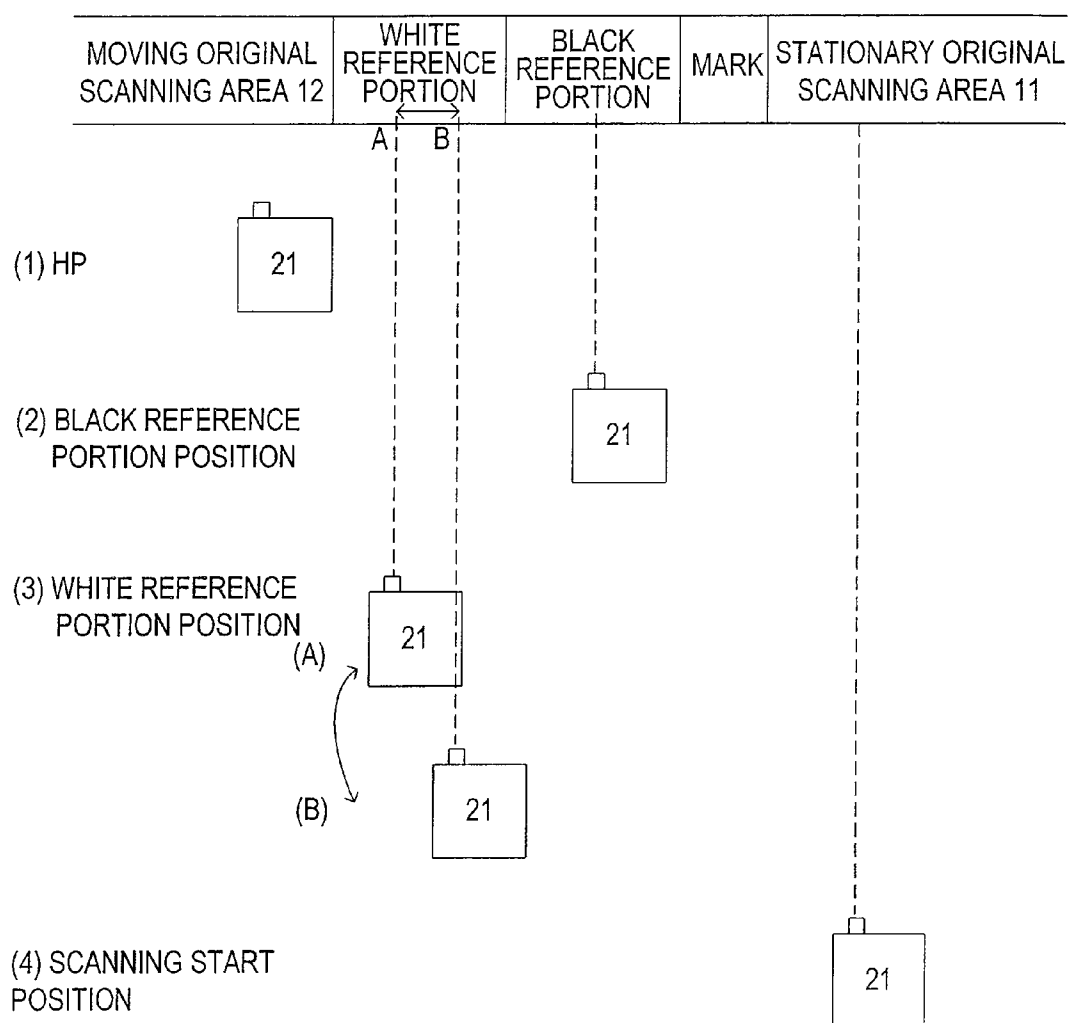 MOVING ORIGINAL
SCANNING AREA 12
WHITE
REFERENCE
PORTION
BLACK
REFERENCE
PORTION
MARK
STATIONARY ORIGINAL
SCANNING AREA 11
A
B
(1) HP
21
(2) BLACK REFERENCE
PORTION POSITION
21
(3) WHITE REFERENCE
PORTION POSITION
(A)
21
(B)
21
(4) SCANNING START
POSITION
21